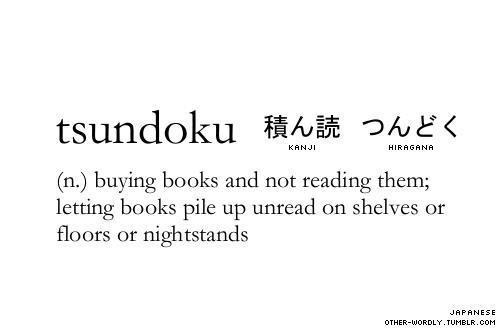 tsundoku 積ん読 つんどく
KANJI HIRAGANA
(n.) buying books and not reading them;
letting books pile up unread on shelves or
floors or nightstands
JAPANESE
OTHER-WORDLY.TUMBLR.COM